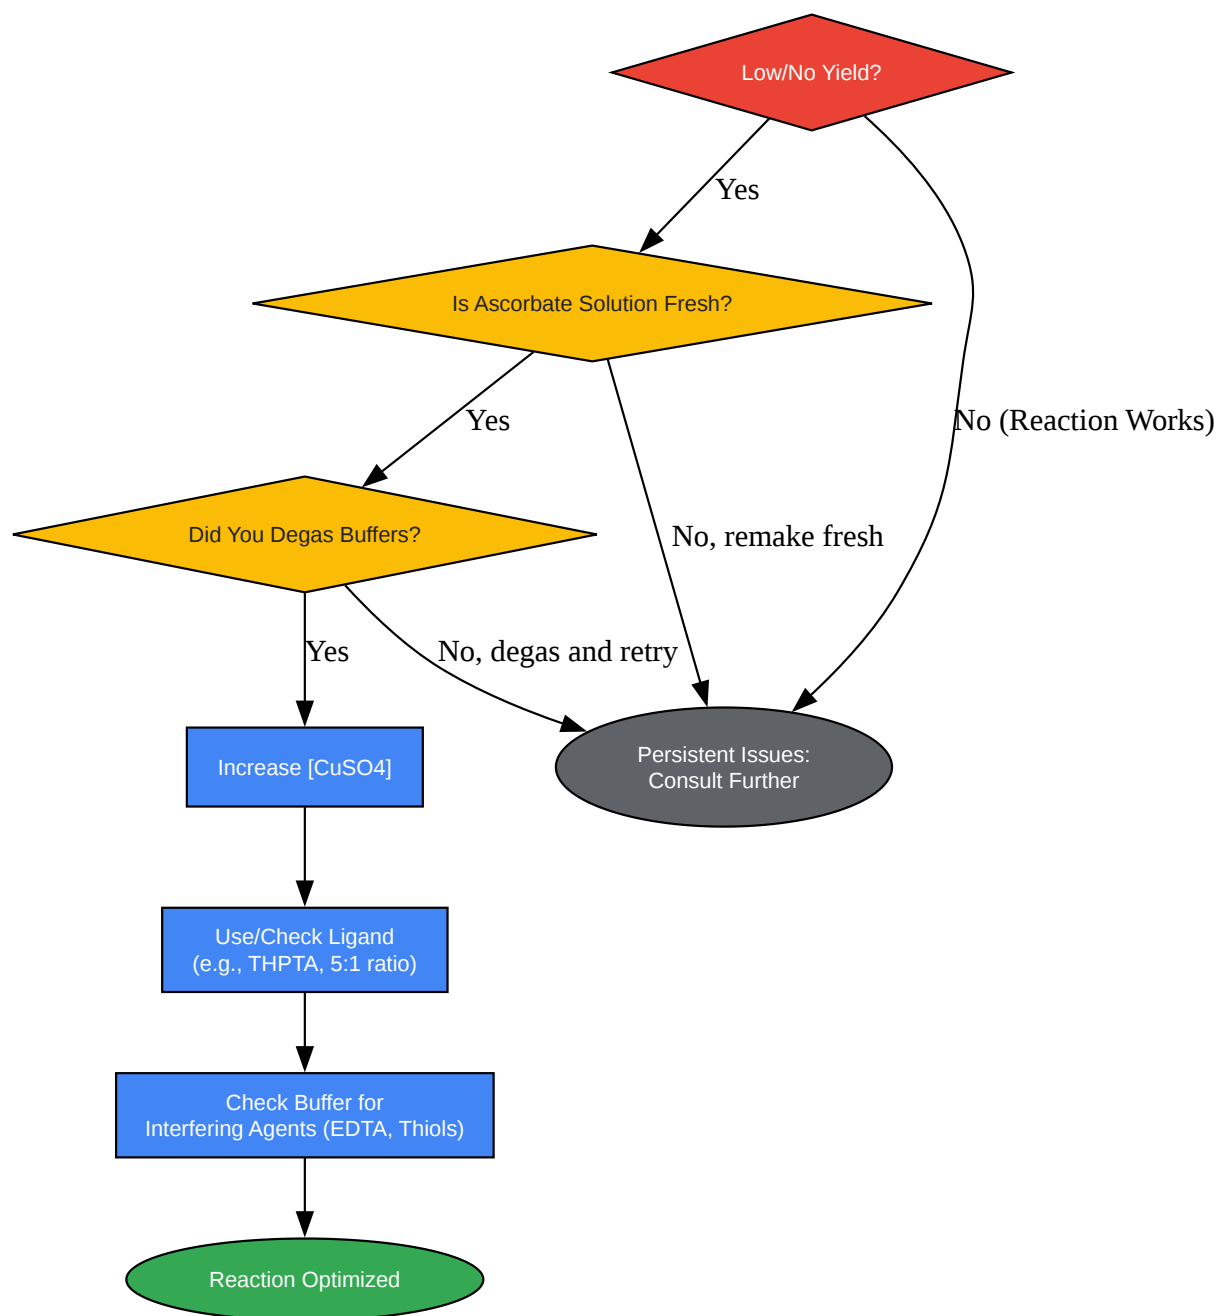 Low/No Yield?
Yes
Is Ascorbate Solution Fresh?
Yes
No (Reaction Works)
Did You Degas Buffers?
No, remake fresh
Yes
No, degas and retry
Persistent Issues:
Consult Further
Increase [CuSO4]
Use/Check Ligand
(e.g., THPTA, 5:1 ratio)
Check Buffer for
Interfering Agents (EDTA, Thiols)
Reaction Optimized